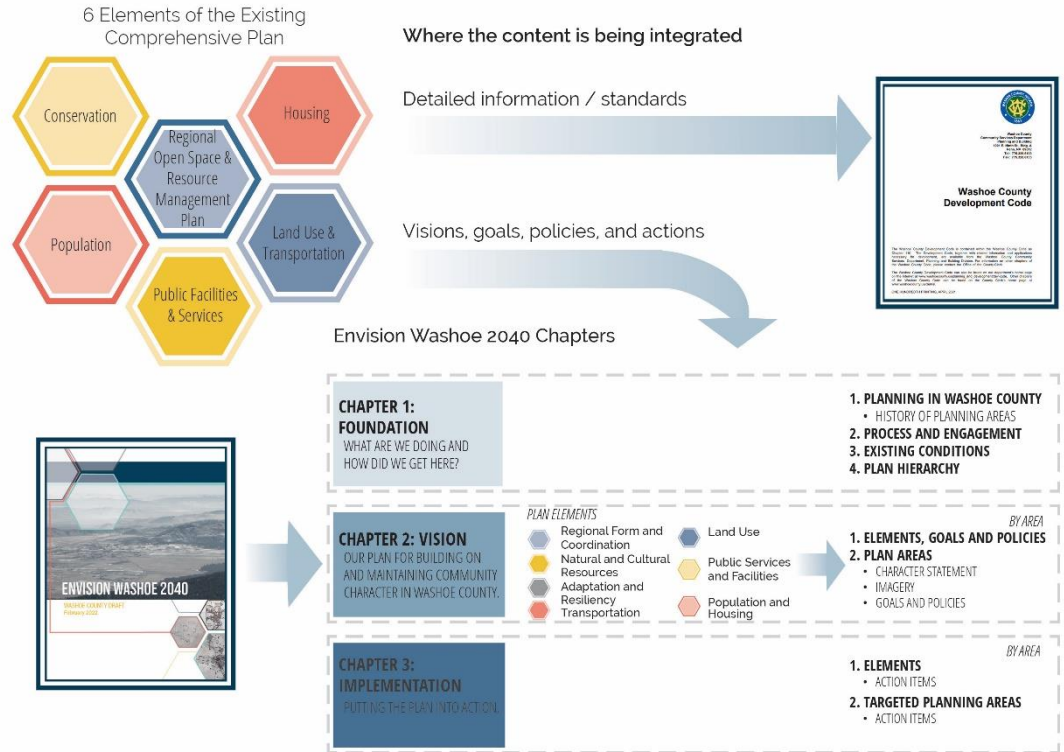 6 Elements of the Existing
Comprehensive Plan
Conservation
Housing
Regional
Open Space &
Resource
Management
Plan
Population
Land Use &
Transportation
Public Facilities
& Services
Where the content is being integrated
Detailed information / standards
Visions, goals, policies, and actions
Washoe County
Development Code
Envision Washoe 2040 Chapters
CHAPTER 1:
FOUNDATION
WHAT ARE WE DOING AND
HOW DID WE GET HERE?
1. PLANNING IN WASHOE COUNTY
• HISTORY OF PLANNING AREAS
2. PROCESS AND ENGAGEMENT
3. EXISTING CONDITIONS
4. PLAN HIERARCHY
ENVISION WASHOE 2040
WASHOE COUNTY DRAFT
CHAPTER 2: VISION
OUR PLAN FOR BUILDING ON
AND MAINTAINING COMMUNITY
CHARACTER IN WASHOE COUNTY.
PLAN ELEMENTS
Regional Form and
Coordination
Natural and Cultural
Resources
Adaptation and
Resiliency
Transportation
Land Use
Public Services
and Facilities
Population and
Housing
BY AREA
1. ELEMENTS, GOALS AND POLICIES
2. PLAN AREAS
• CHARACTER STATEMENT
• IMAGERY
• GOALS AND POLICIES
CHAPTER 3:
IMPLEMENTATION
PUTTING THE PLAN INTO ACTION.
BY AREA
1. ELEMENTS
• ACTION ITEMS
2. TARGETED PLANNING AREAS
• ACTION ITEMS